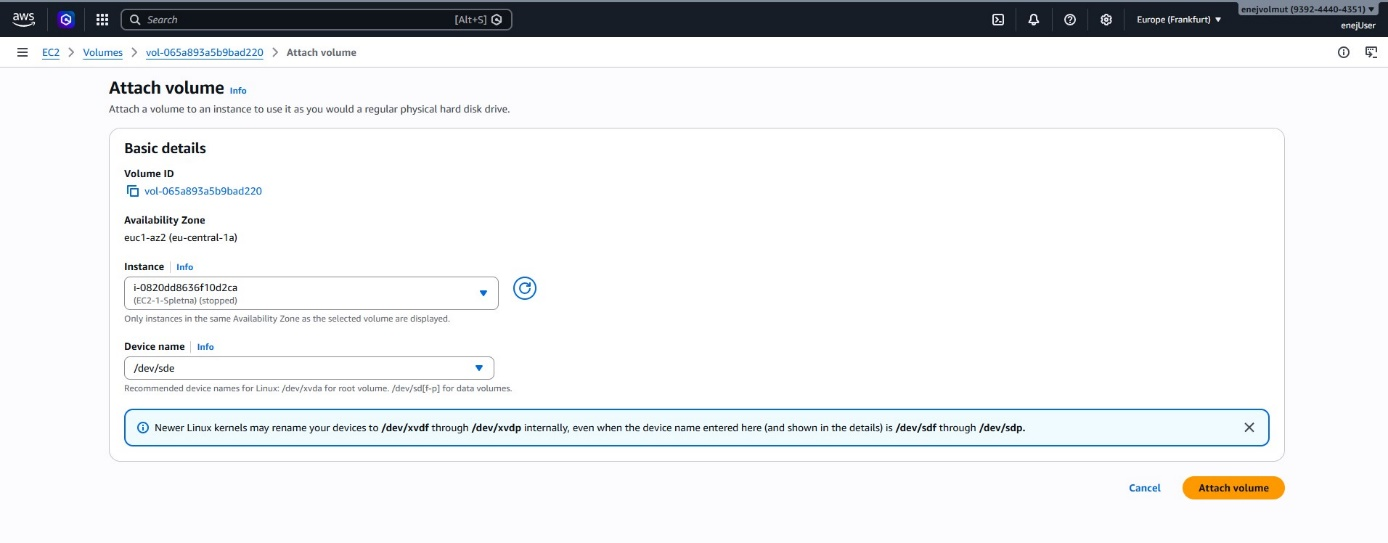 aws
Search [Alt+S]
Europe (Frankfurt)
enejvolmut (9392-4440-4351)
enejUser
EC2 > Volumes > vol-065a893a5b9bad220 > Attach volume
Attach volume Info
Attach a volume to an instance to use it as you would a regular physical hard disk drive.
Basic details
Volume ID
vol-065a893a5b9bad220
Availability Zone
euc1-az2 (eu-central-1a)
Instance Info
i-0820dd8636f10d2ca
(EC2-1-Spletna) (stopped)
Only instances in the same Availability Zone as the selected volume are displayed.
Device name Info
/dev/sde
Recommended device names for Linux: /dev/xvda for root volume. /dev/sd[f-p] for data volumes.
Newer Linux kernels may rename your devices to /dev/xvdf through /dev/xvdp internally, even when the device name entered here (and shown in the details) is /dev/sdf through /dev/sdp.
Cancel
Attach volume